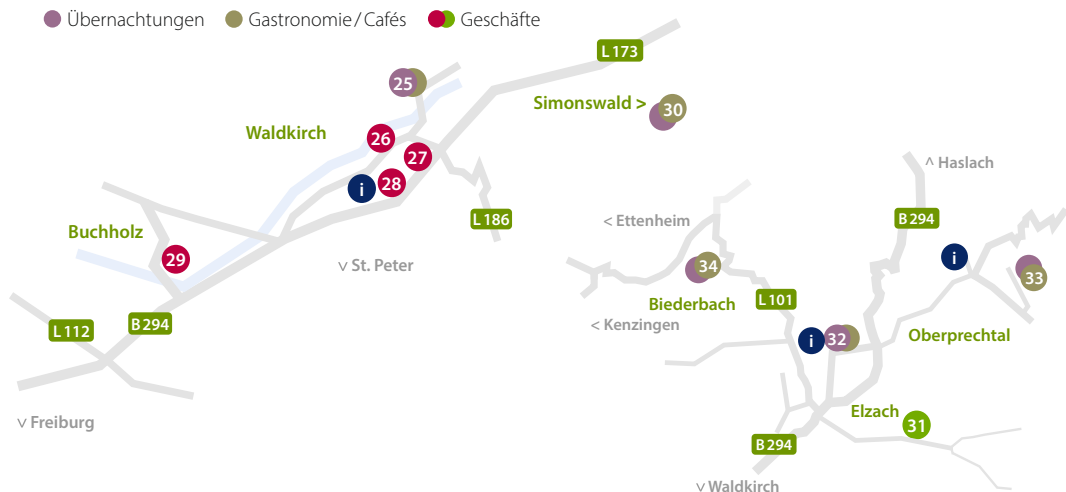 Übernachtungen Gastronomie / Cafés Geschäfte
L 173
25
Simonswald >
30
Waldkirch
26
27
28
i
L 186
Buchholz
29
v St. Peter
B 294
L 112
v Freiburg
^ Haslach
B 294
< Ettenheim
i
34
33
Biederbach
L 101
< Kenzingen
i
32
Oberprechtal
Elzach
31
B 294
v Waldkirch